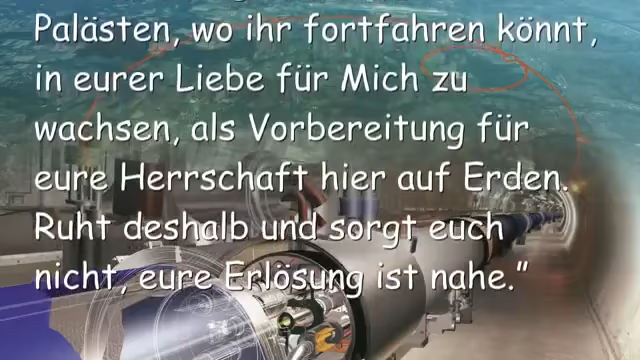 Palästen, wo ihr fortfahren könnt,
in eurer Liebe für Mich zu
wachsen, als Vorbereitung für
eure Herrschaft hier auf Erden.
Ruht deshalb und sorgt euch
nicht, eure Erlösung ist nahe.”